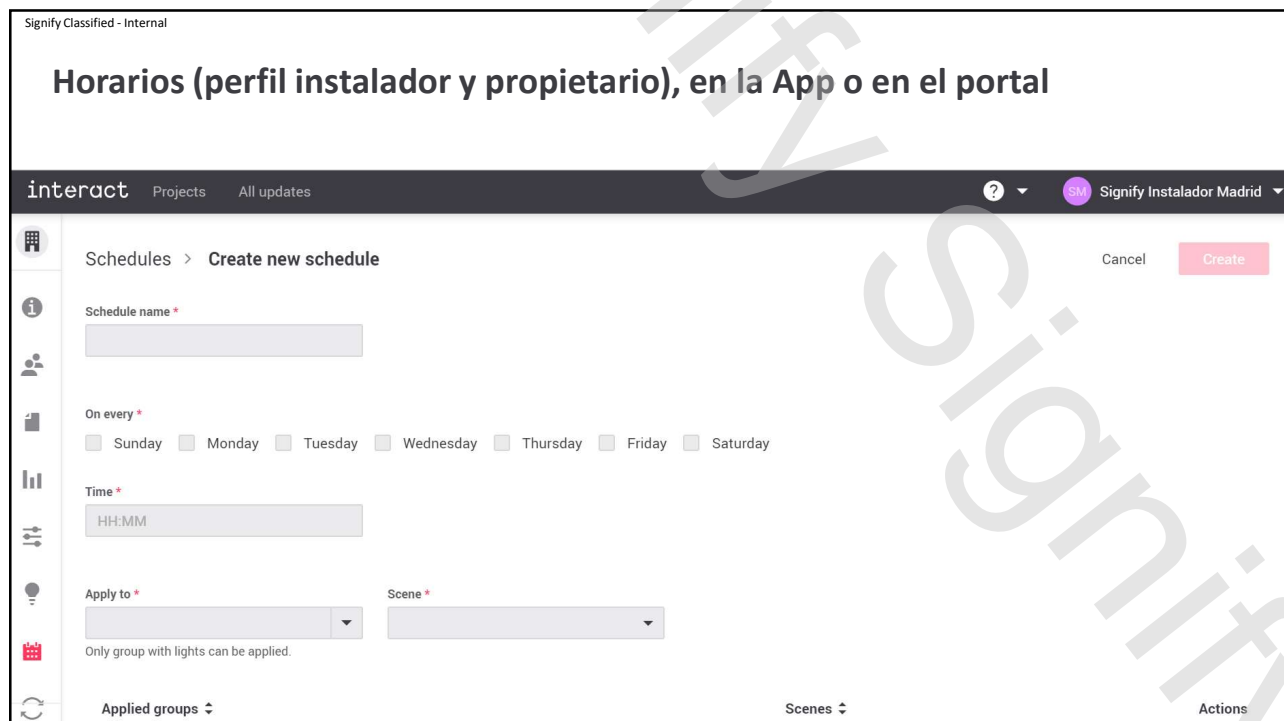 Signify Classified - Internal
Horarios (perfil instalador y propietario), en la App o en el portal
interact Projects All updates ? SM Signify Instalador Madrid
Schedules > Create new schedule Cancel Create
Schedule name *
On every *
Sunday Monday Tuesday Wednesday Thursday Friday Saturday
Time *
HH:MM
Apply to * Scene *
Only group with lights can be applied.
Applied groups Scenes Actions
Signify